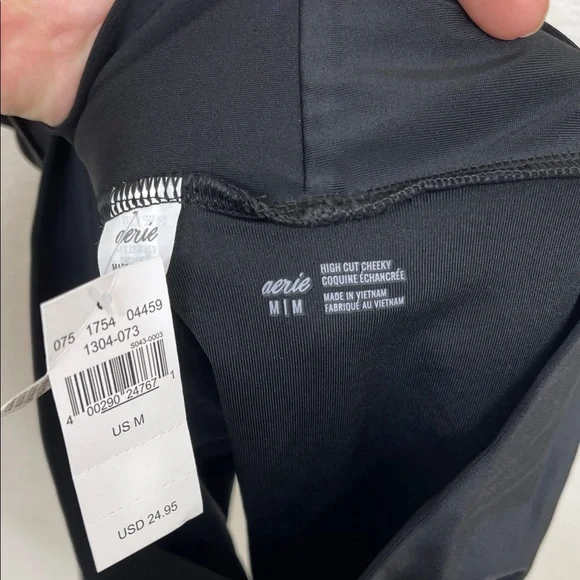 aerie
MADE
075 1754 04459
1304-073
S043-0003
4 00290 24767 1
US M
USD 24.95
aerie
M|M
HIGH CUT CHEEKY
COQUINE ÉCHANCRÉE
MADE IN VIETNAM
FABRIQUÉ AU VIETNAM